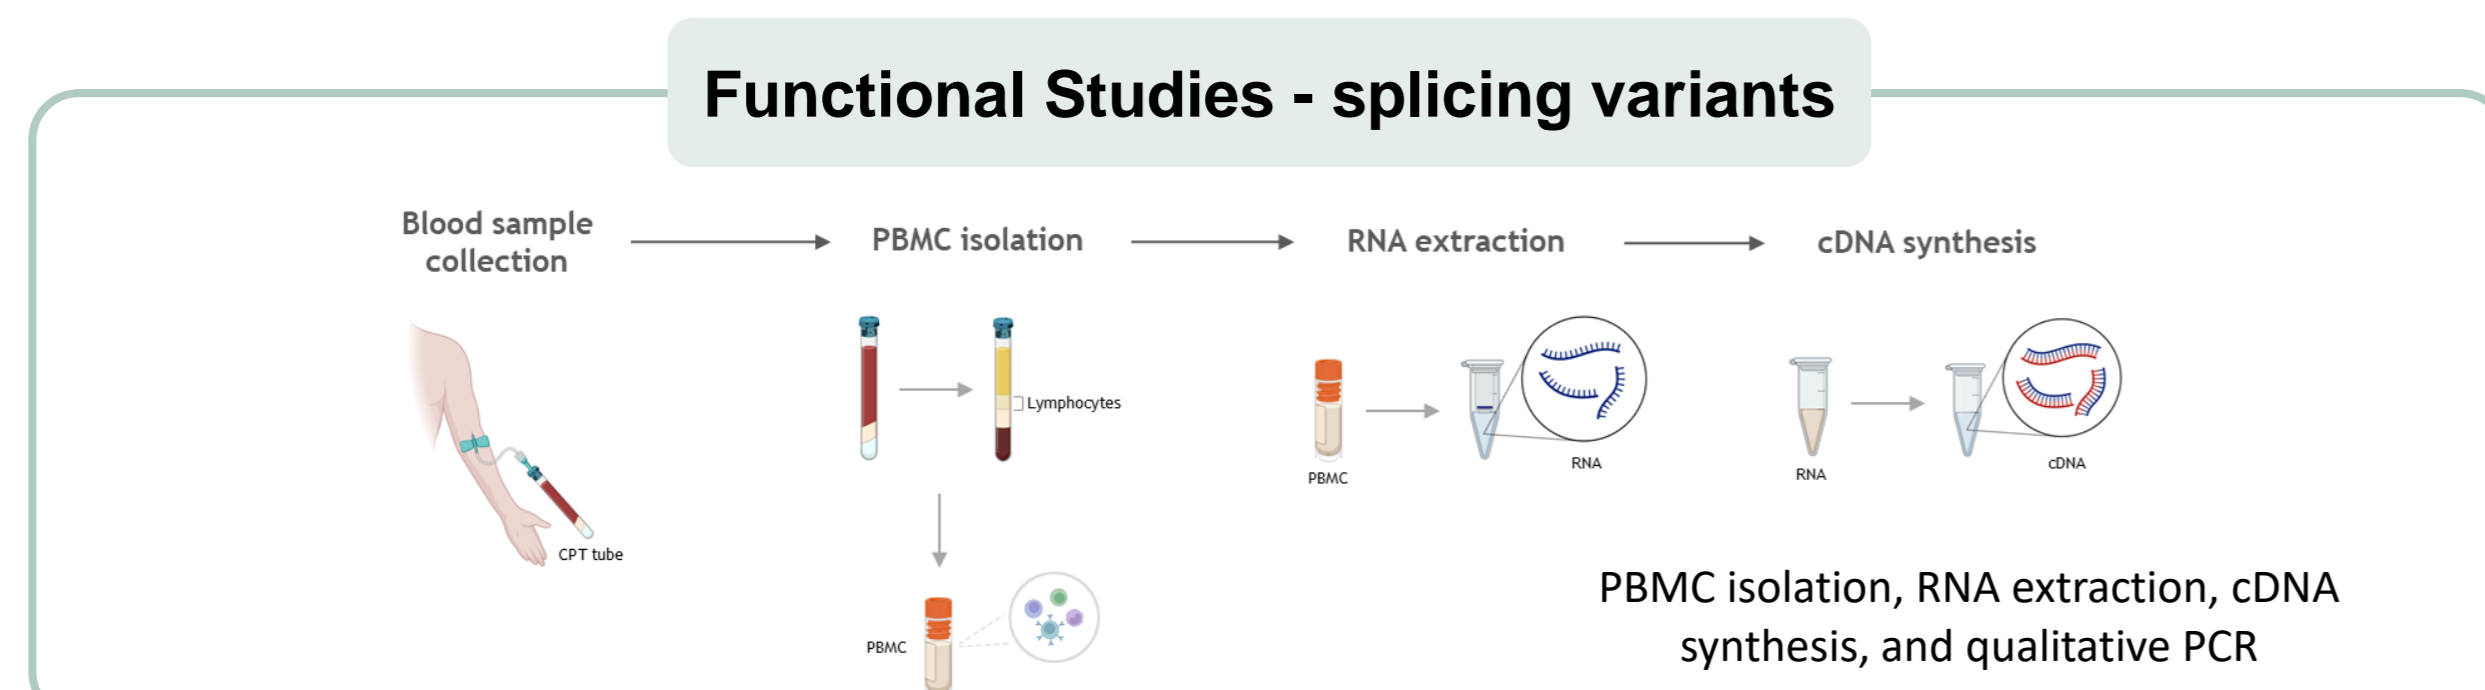 Functional Studies - splicing variants
Blood sample
collection
PBMC isolation
RNA extraction
cDNA synthesis
CPT tube
Lymphocytes
PBMC
PBMC
RNA
RNA
cDNA
PBMC isolation, RNA extraction, cDNA
synthesis, and qualitative PCR